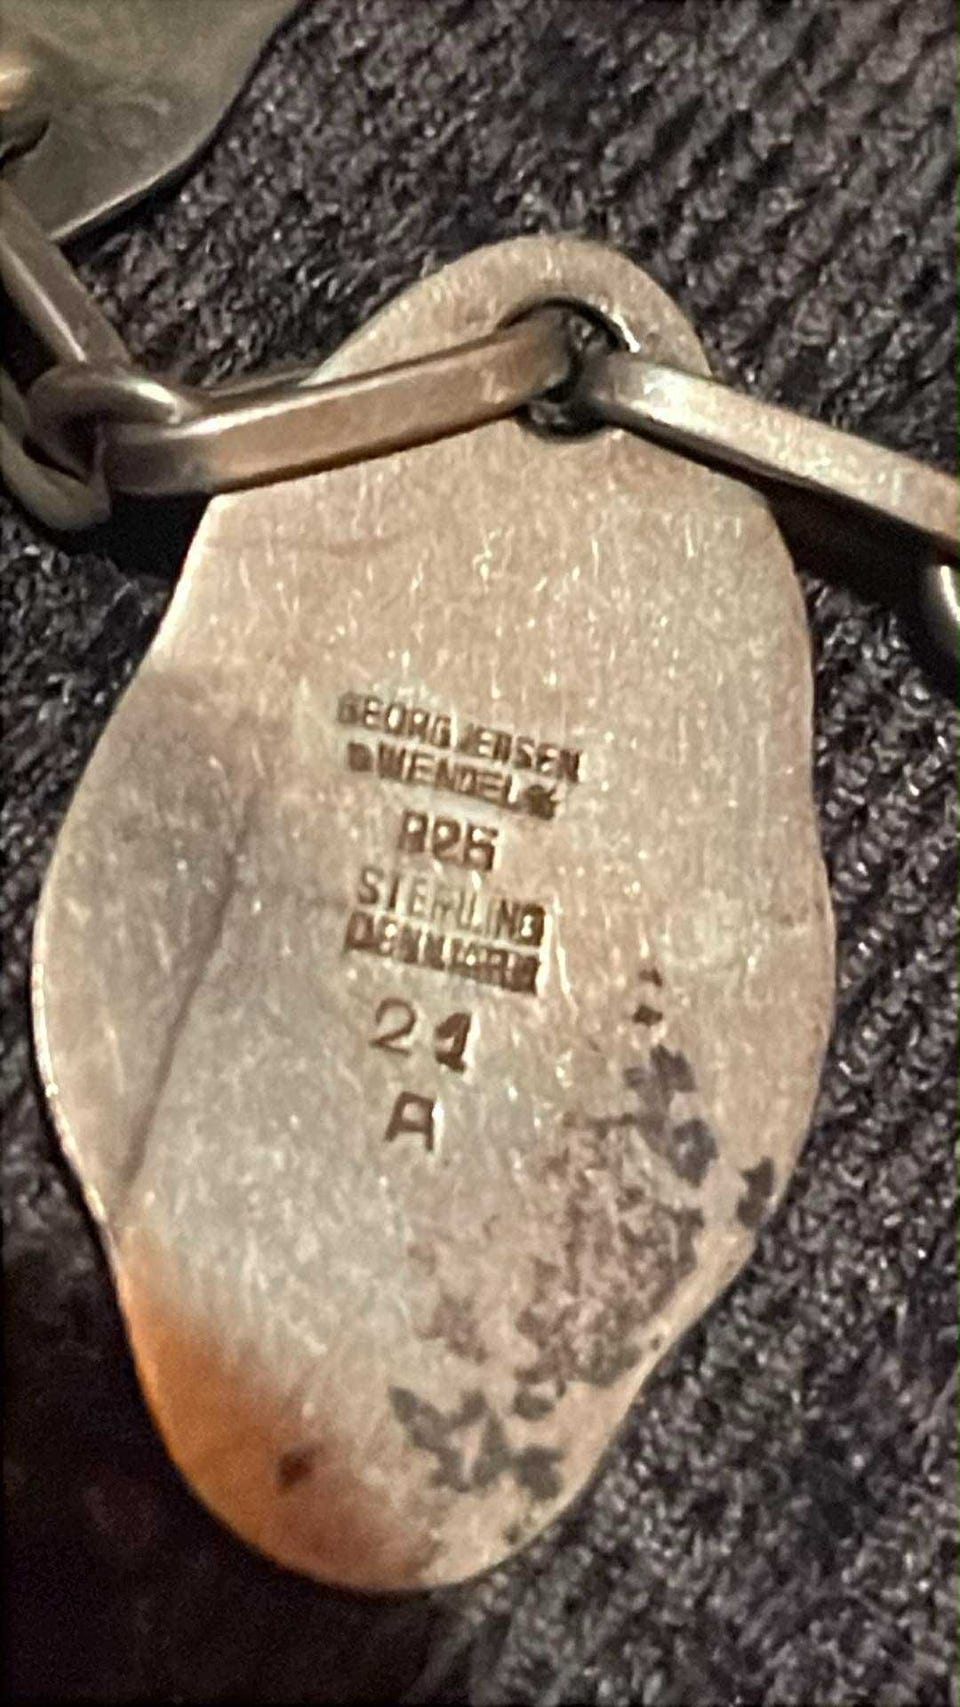 GEORG JENSEN
& WENDEL A/S
925
STERLING
DENMARK
21
A